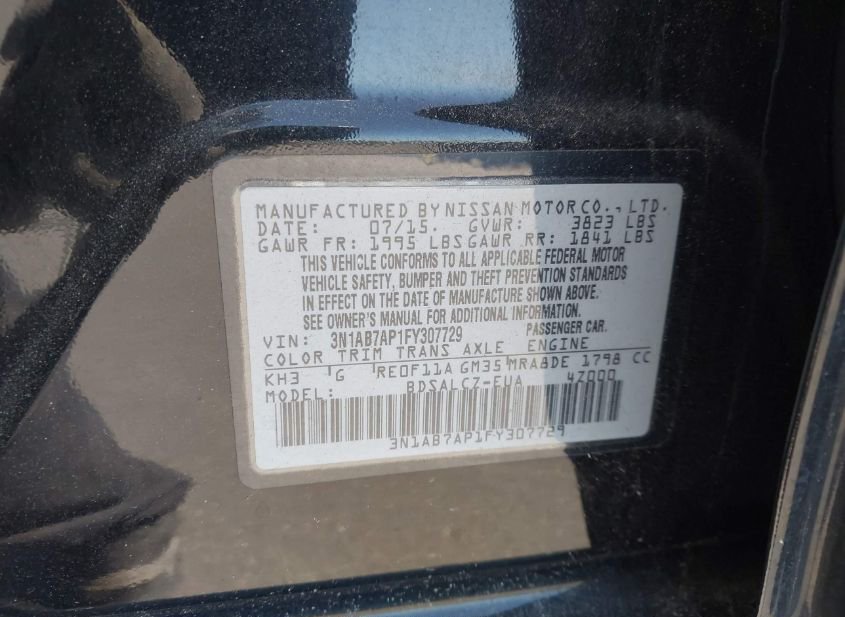 MANUFACTURED BY NISSAN MOTOR CO., LTD.
DATE: 07/15. GVWR: 3823 LBS
GAWR FR: 1995 LBS GAWR RR: 1841 LBS
THIS VEHICLE CONFORMS TO ALL APPLICABLE FEDERAL MOTOR
VEHICLE SAFETY, BUMPER AND THEFT PREVENTION STANDARDS
IN EFFECT ON THE DATE OF MANUFACTURE SHOWN ABOVE.
SEE OWNER'S MANUAL FOR ADDITIONAL INFORMATION.
VIN: 3N1AB7AP1FY307729 PASSENGER CAR.
COLOR TRIM TRANS AXLE ENGINE
KH3 G RE0F11A GM35 MRA8DE 1798 CC
MODEL: BDSALCZ-EUA 4Z000
3N1AB7AP1FY307729